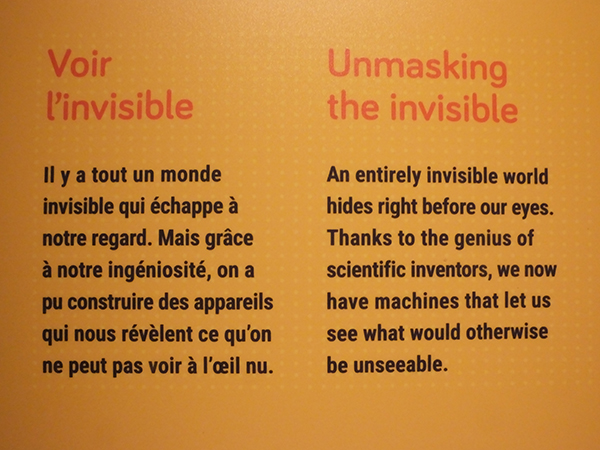 Voir
l'invisible
Il y a tout un monde
invisible qui échappe à
notre regard. Mais grâce
à notre ingéniosité, on a
pu construire des appareils
qui nous révèlent ce qu'on
ne peut pas voir à l'œil nu.
Unmasking
the invisible
An entirely invisible world
hides right before our eyes.
Thanks to the genius of
scientific inventors, we now
have machines that let us
see what would otherwise
be unseeable.